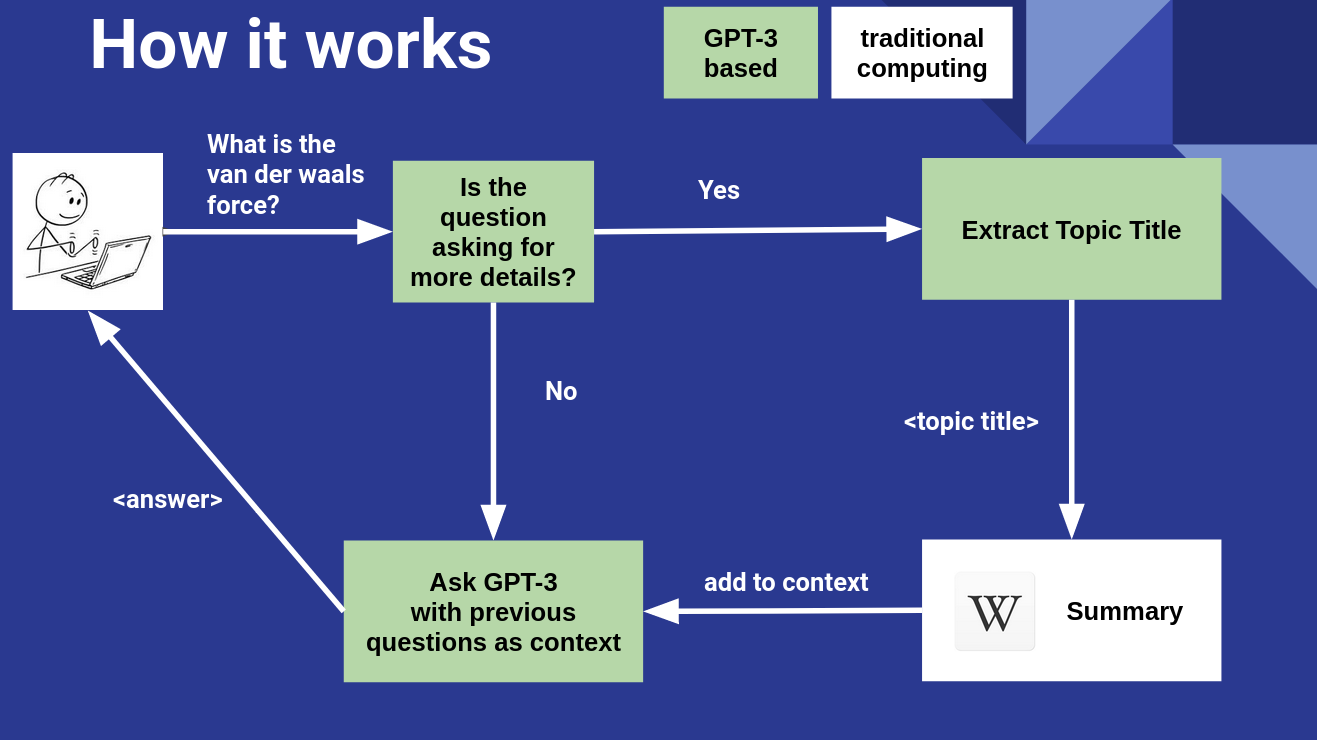 How it works
GPT-3
based
traditional
computing
What is the
van der waals
force?
Is the
question
asking for
more details?
Yes
Extract Topic Title
No
<topic title>
<answer>
Ask GPT-3
with previous
questions as context
add to context
W
Summary